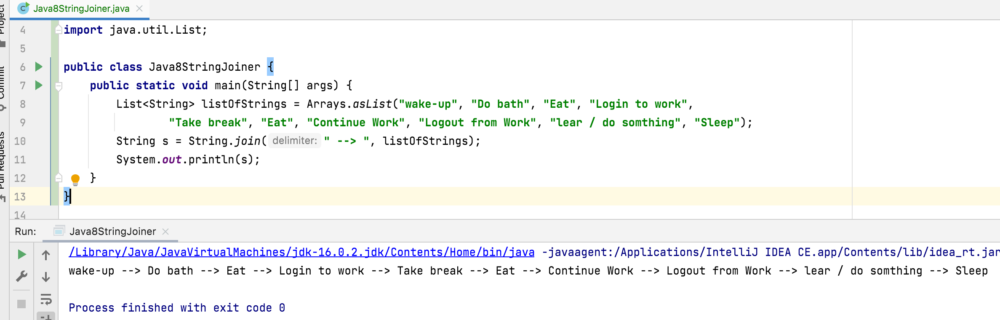 Java8StringJoiner.java
Project
Commit
Pull Requests
4 import java.util.List;
5
6 public class Java8StringJoiner {
7 public static void main(String[] args) {
8 List<String> listOfStrings = Arrays.asList("wake-up", "Do bath", "Eat", "Login to work",
9 "Take break", "Eat", "Continue Work", "Logout from Work", "lear / do somthing", "Sleep");
10 String s = String.join( delimiter: " --> ", listOfStrings);
11 System.out.println(s);
12 }
13 }
14
Run: Java8StringJoiner
/Library/Java/JavaVirtualMachines/jdk-16.0.2.jdk/Contents/Home/bin/java -javaagent:/Applications/IntelliJ IDEA CE.app/Contents/lib/idea_rt.jar
wake-up --> Do bath --> Eat --> Login to work --> Take break --> Eat --> Continue Work --> Logout from Work --> lear / do somthing --> Sleep
Process finished with exit code 0